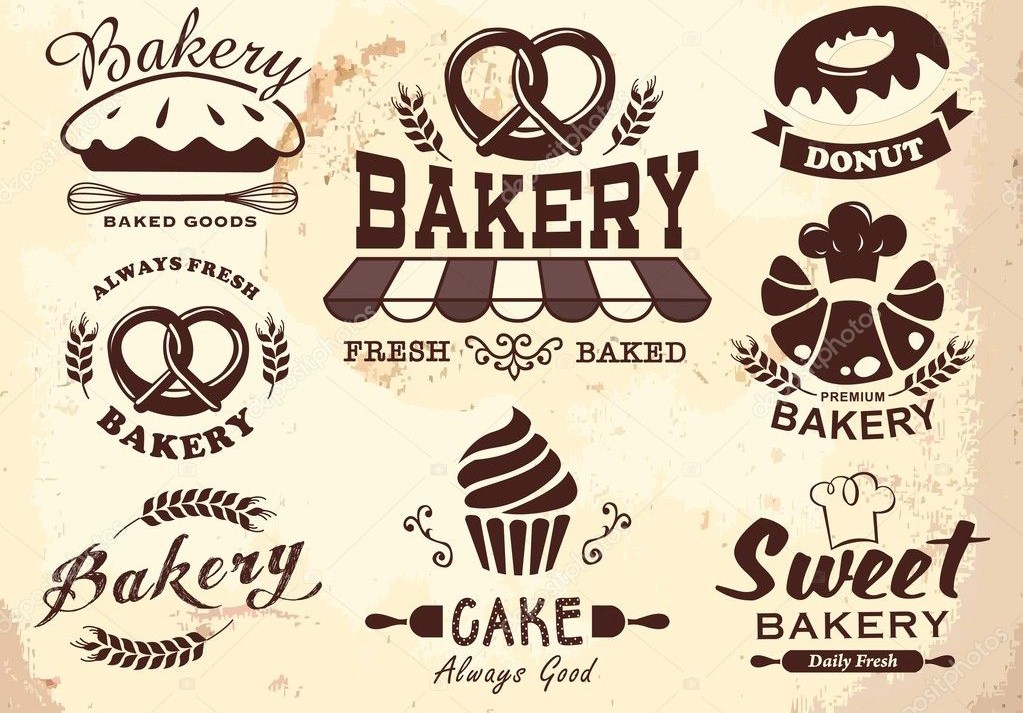 Bakery
BAKED GOODS
BAKERY
FRESH BAKED
DONUT
ALWAYS FRESH
BAKERY
PREMIUM
BAKERY
Bakery
CAKE
Always Good
Sweet
BAKERY
Daily Fresh